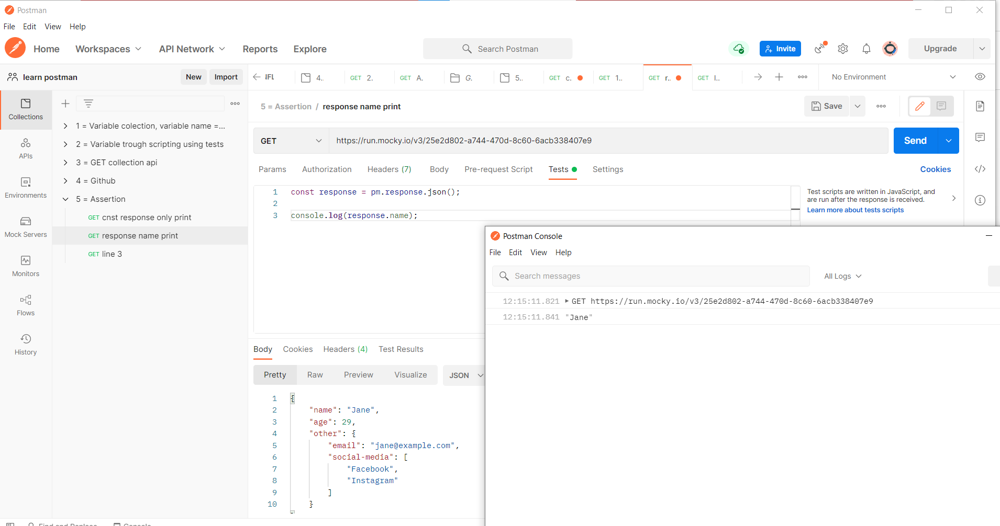 Postman
File Edit View Help
Home Workspaces API Network Reports Explore Search Postman Invite Upgrade
learn postman New Import
IFL 4.. GET 2. GET A. G. 5.. GET c. GET 1.. GET r.. GET I.. No Environment
Collections
APIs
Environments
Mock Servers
Monitors
Flows
History
1 = Variable colection, variable name =...
2 = Variable trough scripting using tests
3 = GET collection api
4 = Github
5 = Assertion
GET cnst response only print
GET response name print
GET line 3
5 = Assertion / response name print Save
GET https://run.mocky.io/v3/25e2d802-a744-470d-8c60-6acb338407e9 Send
Params Authorization Headers (7) Body Pre-request Script Tests Settings Cookies
1 const response = pm.response.json();
2
3 console.log(response.name);
Test scripts are written in JavaScript, and
are run after the response is received.
Learn more about tests scripts
Postman Console
File Edit View Help
Search messages All Logs
12:15:11.821 GET https://run.mocky.io/v3/25e2d802-a744-470d-8c60-6acb338407e9
12:15:11.841 "Jane"
Body Cookies Headers (4) Test Results
Pretty Raw Preview Visualize JSON
1 {
2 "name": "Jane",
3 "age": 29,
4 "other": {
5 "email": "jane@example.com",
6 "social-media": [
7 "Facebook",
8 "Instagram"
9 ]
10 }
Find and Replace Console